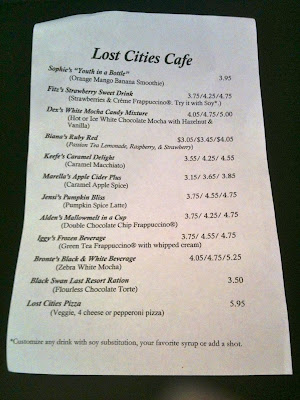 Lost Cities Cafe
Sophie's "Youth in a Bottle"
(Orange Mango Banana Smoothie) 3.95
Fitz's Strawberry Sweet Drink 3.75/4.25/4.75
(Strawberries & Crème Frappuccino®. Try it with Soy*.)
Dex's White Mocha Candy Mixture 4.05/4.75/5.00
(Hot or Ice White Chocolate Mocha with Hazelnut &
Vanilla)
Biana's Ruby Red $3.05/$3.45/$4.05
(Passion Tea Lemonade, Raspberry, & Strawberry)
Keefe's Caramel Delight 3.55/ 4.25/ 4.55
(Caramel Macchiato)
Marella's Apple Cider Plus 3.15/ 3.65/ 3.85
(Caramel Apple Spice)
Jensi's Pumpkin Bliss 3.75/ 4.55/ 4.75
(Pumpkin Spice Latte)
Alden's Mallowmelt in a Cup 3.75/ 4.25/ 4.75
(Double Chocolate Chip Frappuccino®)
Iggy's Frozen Beverage 3.75/ 4.55/ 4.75
(Green Tea Frappuccino® with whipped cream)
Bronte's Black & White Beverage 4.05/4.75/5.25
(Zebra White Mocha)
Black Swan Last Resort Ration 3.50
(Flourless Chocolate Torte)
Lost Cities Pizza 5.95
(Veggie, 4 cheese or pepperoni pizza)
*Customize any drink with soy substitution, your favorite syrup or add a shot.